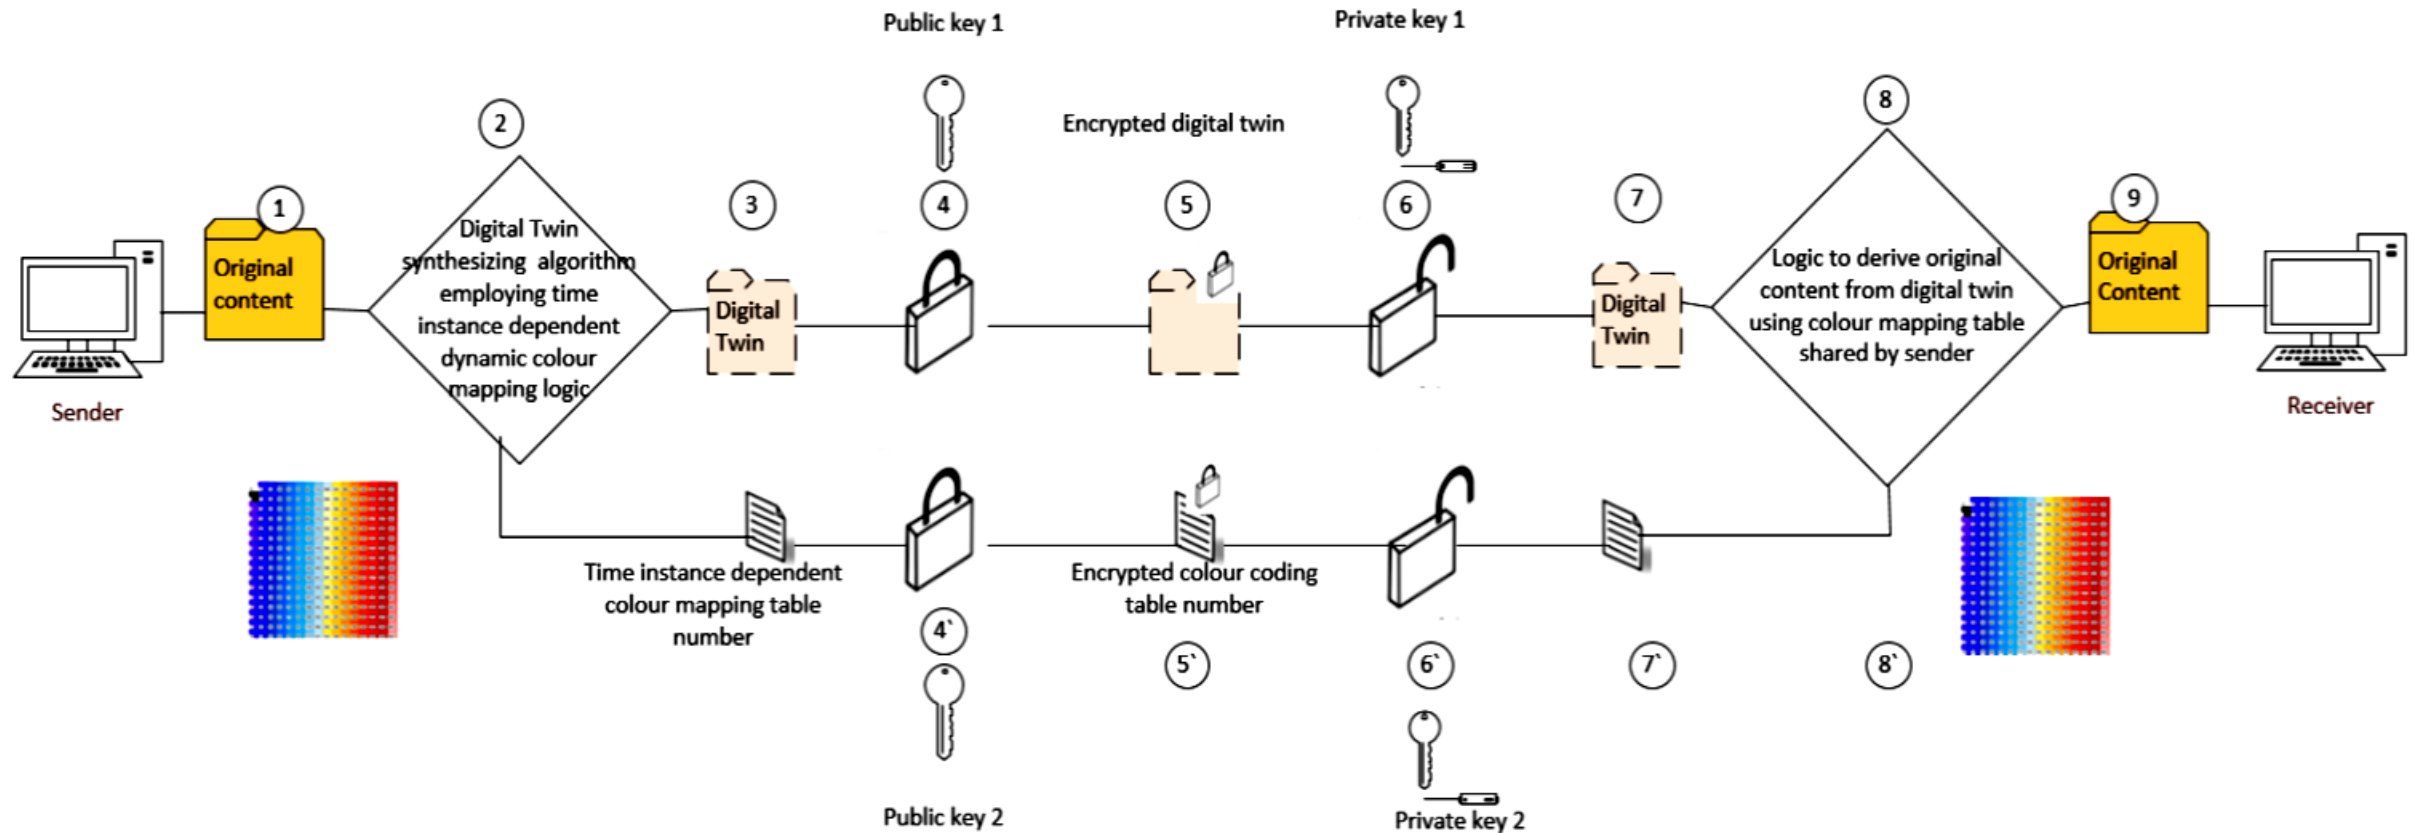 Public key 1
Private key 1
Encrypted digital twin
1
2
3
4
5
6
7
8
9
Original
content
Digital Twin
synthesizing algorithm
employing time
instance dependent
dynamic colour
mapping logic
Digital
Twin
Digital
Twin
Logic to derive original
content from digital twin
using colour mapping table
shared by sender
Original
Content
Sender
Receiver
Time instance dependent
colour mapping table
number
Encrypted colour coding
table number
4`
5`
6`
7`
8`
Public key 2
Private key 2